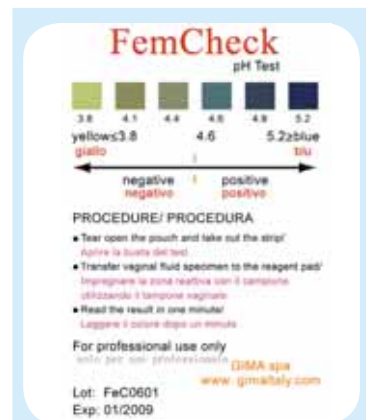 FemCheck
pH Test
3.8 4.1 4.4 4.6 4.8 5.2
yellow≤3.8 4.6 5.2≥blue
giallo blu
negative positive
negativo positivo
PROCEDURE/ PROCEDURA
• Tear open the pouch and take out the strip/
Aprire la busta del test
• Transfer vaginal fluid specimen to the reagent pad/
Impregnare la zona reattiva con il tampone
utilizzando il tampone vaginale
• Read the result in one minute/
Leggere il colore dopo un minuto
For professional use only
solo per uso professionale
GIMA spa
www. gimaitaly.com
Lot: FeC0601
Exp: 01/2009